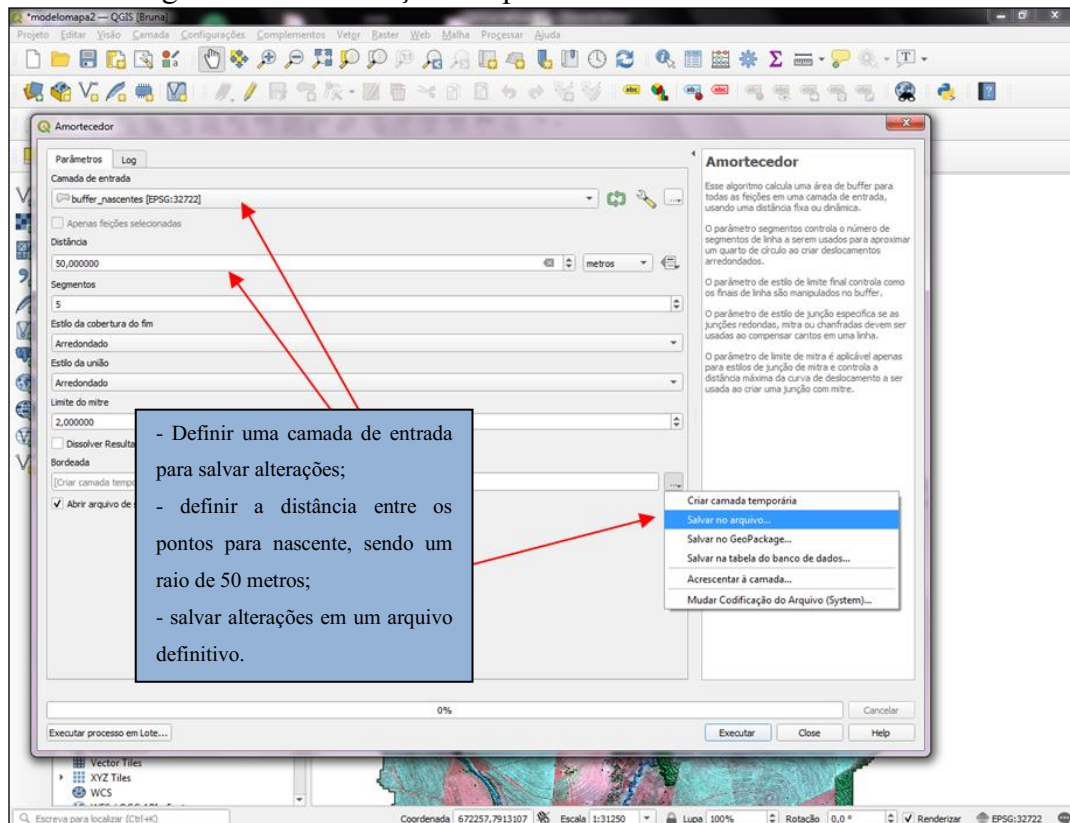 *modelomapa2 — QGIS [Bruna]
Projeto Editar Visão Camada Configurações Complementos Vetor Raster Web Malha Processar Ajuda
Amortecedor
Parâmetros Log
Camada de entrada
buffer_nascentes [EPSG:32722]
Apenas feições selecionadas
Distância
50,000000 metros
Segmentos
5
Estilo da cobertura do fim
Arredondado
Estilo da união
Arredondado
Limite do mitre
2,000000
Dissolver
Bordeada
[Criar camada
Abrir arquivo de
- Definir uma camada de entrada
para salvar alterações;
- definir a distância entre os
pontos para nascente, sendo um
raio de 50 metros;
- salvar alterações em um arquivo
definitivo.
Criar camada temporária
Salvar no arquivo...
Salvar no GeoPackage...
Salvar na tabela do banco de dados...
Acrescentar à camada...
Mudar Codificação do Arquivo (System)...
Amortecedor
Esse algoritmo calcula uma área de buffer para
todas as feições em uma camada de entrada,
usando uma distância fixa ou dinâmica.
O parâmetro segmentos controla o número de
segmentos de linha a serem usados para aproximar
um quarto de círculo ao criar deslocamentos
arredondados.
O parâmetro de estilo de limite final controla como
os finais de linha são manipulados no buffer.
O parâmetro de estilo de junção especifica se as
junções redondas, mitra ou chanfradas devem ser
usadas ao compensar cantos em uma linha.
O parâmetro de limite de mitra é aplicável apenas
para estilos de junção de mitra e controla a
distância máxima da curva de deslocamento a ser
usada ao criar uma junção com mitre.
0%
Cancelar
Executar processo em Lote...
Executar Close Help
Vector Tiles
XYZ Tiles
WCS
Escreva para localizar (Ctrl+K) Coordenada 672257,7913107 Escala 1:31250 Lupa 100% Rotação 0,0 ° Renderizar EPSG:32722